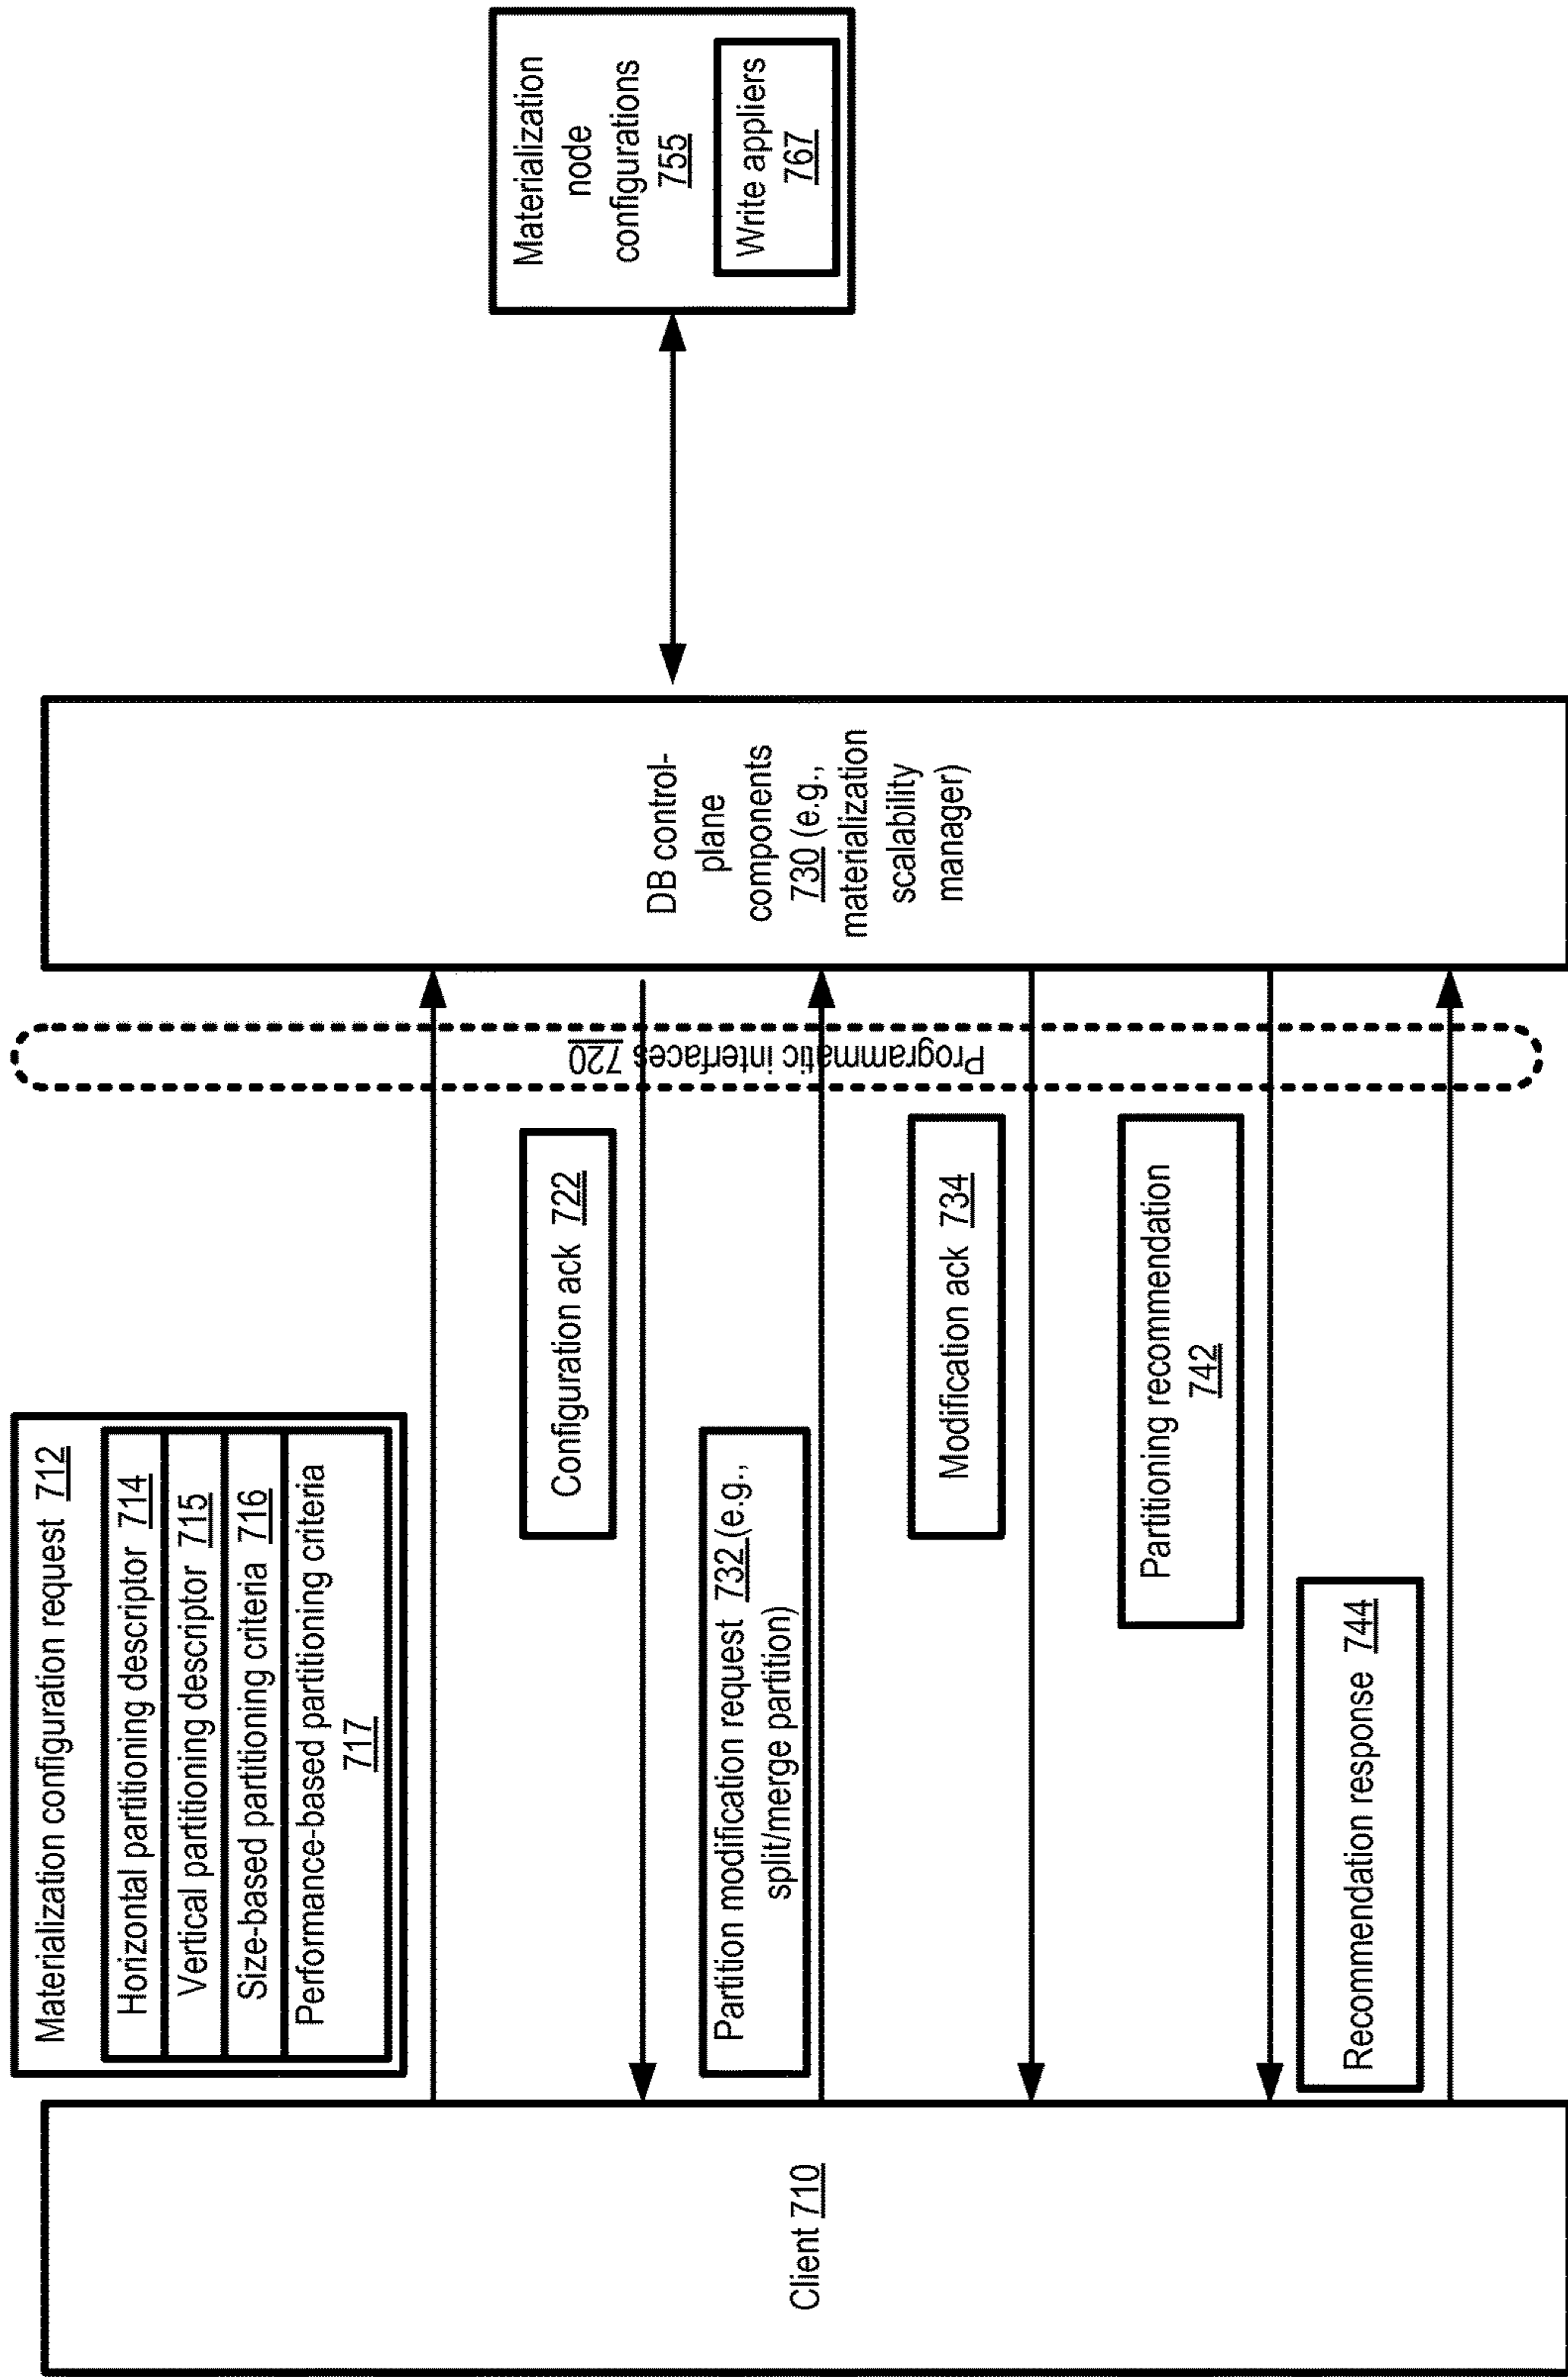 Materialization configuration request 712
Horizontal partitioning descriptor 714
Vertical partitioning descriptor 715
Size-based partitioning criteria 716
Performance-based partitioning criteria
717
Configuration ack 722
Partition modification request 732 (e.g.,
split/merge partition)
Modification ack 734
Partitioning recommendation
742
Recommendation response 744
Client 710
Programmatic interfaces 720
DB control-
plane
components
730 (e.g.,
materialization
scalability
manager)
Materialization
node
configurations
755
Write appliers
767